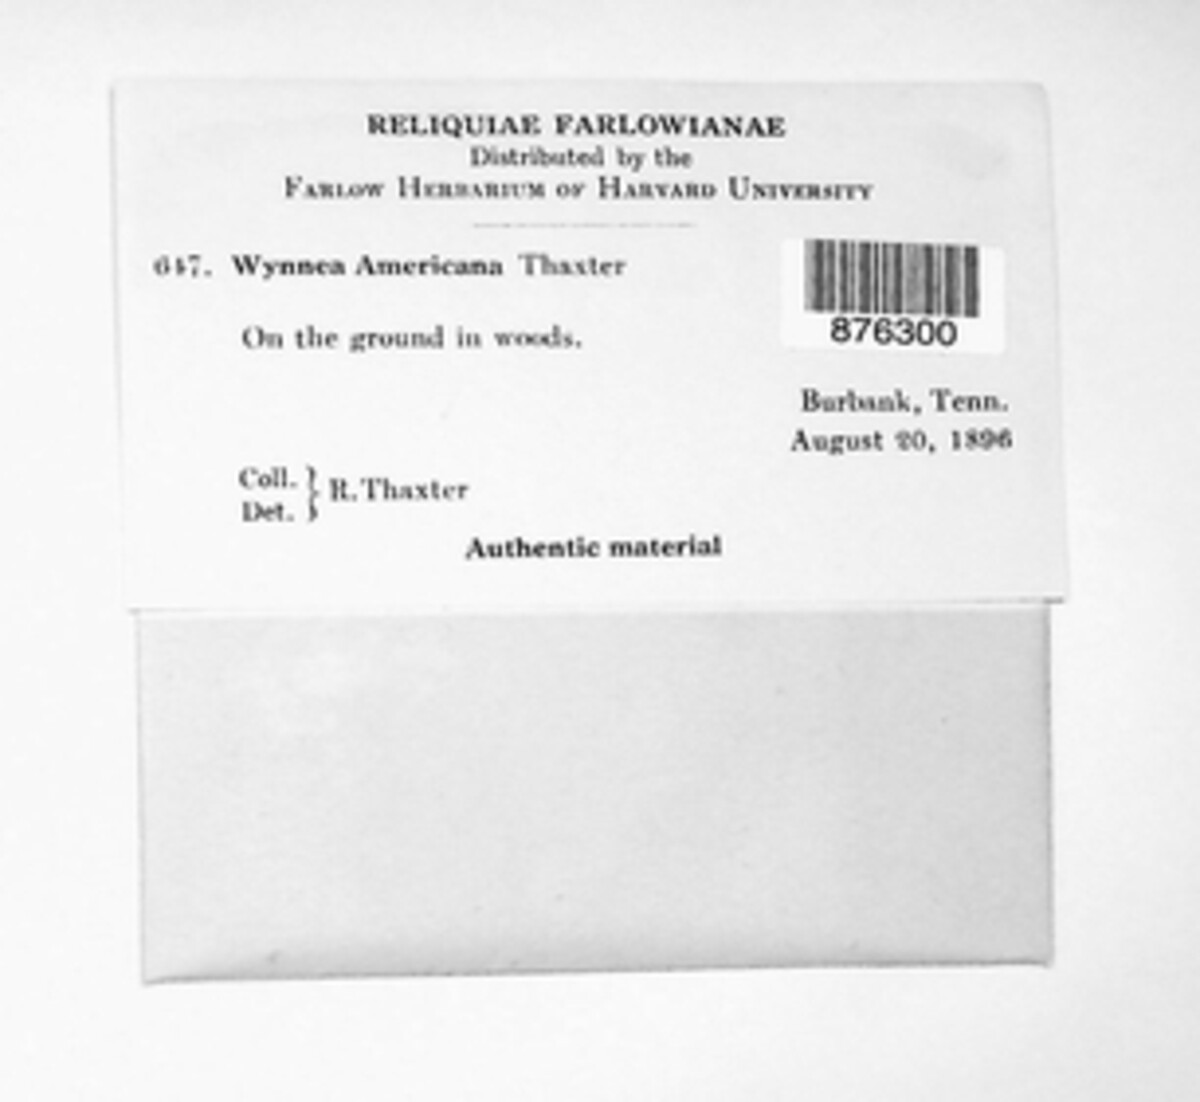 RELIQUIAE FARLOWIANAE
Distributed by the
FARLOW HERBARIUM OF HARVARD UNIVERSITY
647. Wynnea Americana Thaxter
876300
On the ground in woods.
Burbank, Tenn.
August 20, 1896
Coll. } R. Thaxter
Det.
Authentic material